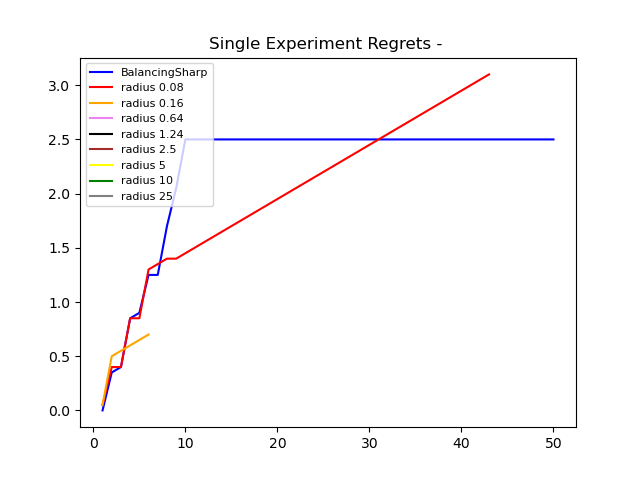 Single Experiment Regrets -
BalancingSharp
radius 0.08
radius 0.16
radius 0.64
radius 1.24
radius 2.5
radius 5
radius 10
radius 25
3.0
2.5
2.0
1.5
1.0
0.5
0.0
0 10 20 30 40 50